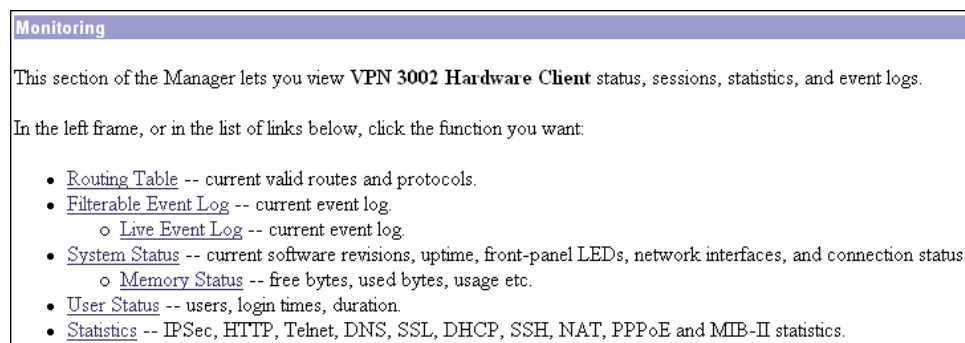 Monitoring
This section of the Manager lets you view VPN 3002 Hardware Client status, sessions, statistics, and event logs.
In the left frame, or in the list of links below, click the function you want:
Routing Table -- current valid routes and protocols.
Filterable Event Log -- current event log.
Live Event Log -- current event log.
System Status -- current software revisions, uptime, front-panel LEDs, network interfaces, and connection status
Memory Status -- free bytes, used bytes, usage etc.
User Status -- users, login times, duration.
Statistics -- IPSec, HTTP, Telnet, DNS, SSL, DHCP, SSH, NAT, PPPoE and MIB-II statistics.